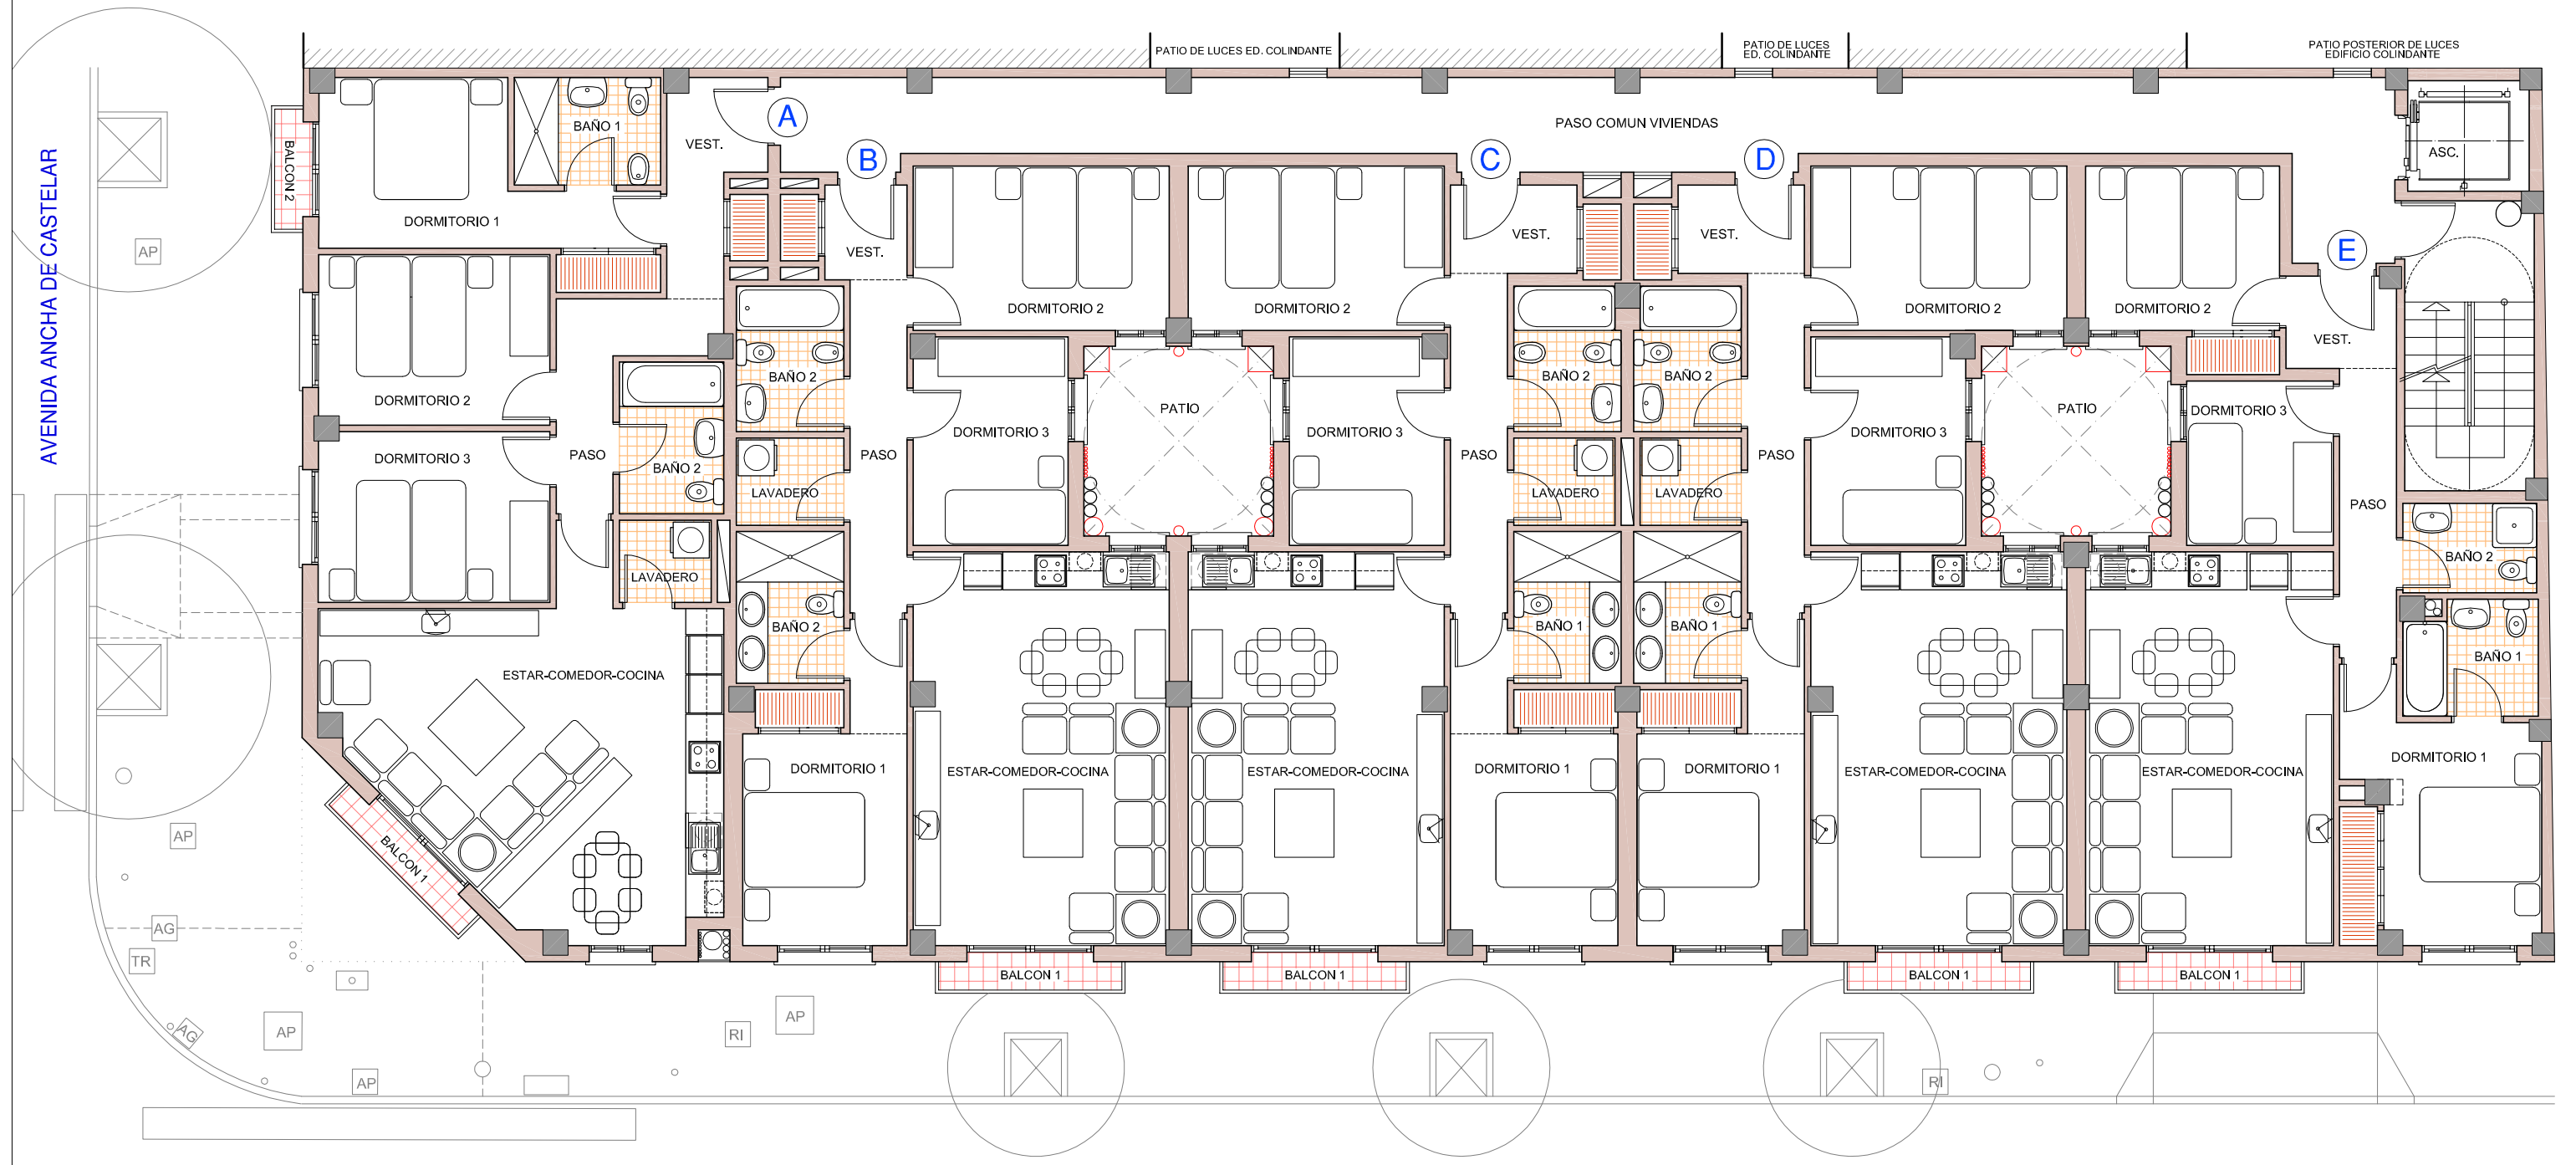 PATIO DE LUCES ED. COLINDANTE
PATIO DE LUCES
ED. COLINDANTE
PATIO POSTERIOR DE LUCES
EDIFICIO COLINDANTE
AVENIDA ANCHA DE CASTELAR
BALCON 2
BAÑO 1
DORMITORIO 1
VEST.
A
B
VEST.
PASO COMUN VIVIENDAS
C
VEST.
D
VEST.
ASC.
E
VEST.
AP
DORMITORIO 2
DORMITORIO 2
DORMITORIO 2
DORMITORIO 2
DORMITORIO 2
DORMITORIO 3
PASO
BAÑO 2
LAVADERO
BAÑO 2
LAVADERO
BAÑO 2
PASO
DORMITORIO 3
PATIO
DORMITORIO 3
PASO
BAÑO 2
BAÑO 2
LAVADERO
LAVADERO
BAÑO 1
BAÑO 1
PASO
DORMITORIO 3
PATIO
DORMITORIO 3
PASO
BAÑO 2
BAÑO 1
ESTAR-COMEDOR-COCINA
DORMITORIO 1
ESTAR-COMEDOR-COCINA
ESTAR-COMEDOR-COCINA
DORMITORIO 1
DORMITORIO 1
ESTAR-COMEDOR-COCINA
ESTAR-COMEDOR-COCINA
DORMITORIO 1
BALCON 1
BALCON 1
BALCON 1
BALCON 1
BALCON 1
AP
AG
TR
AG
AP
AP
RI
AP
RI